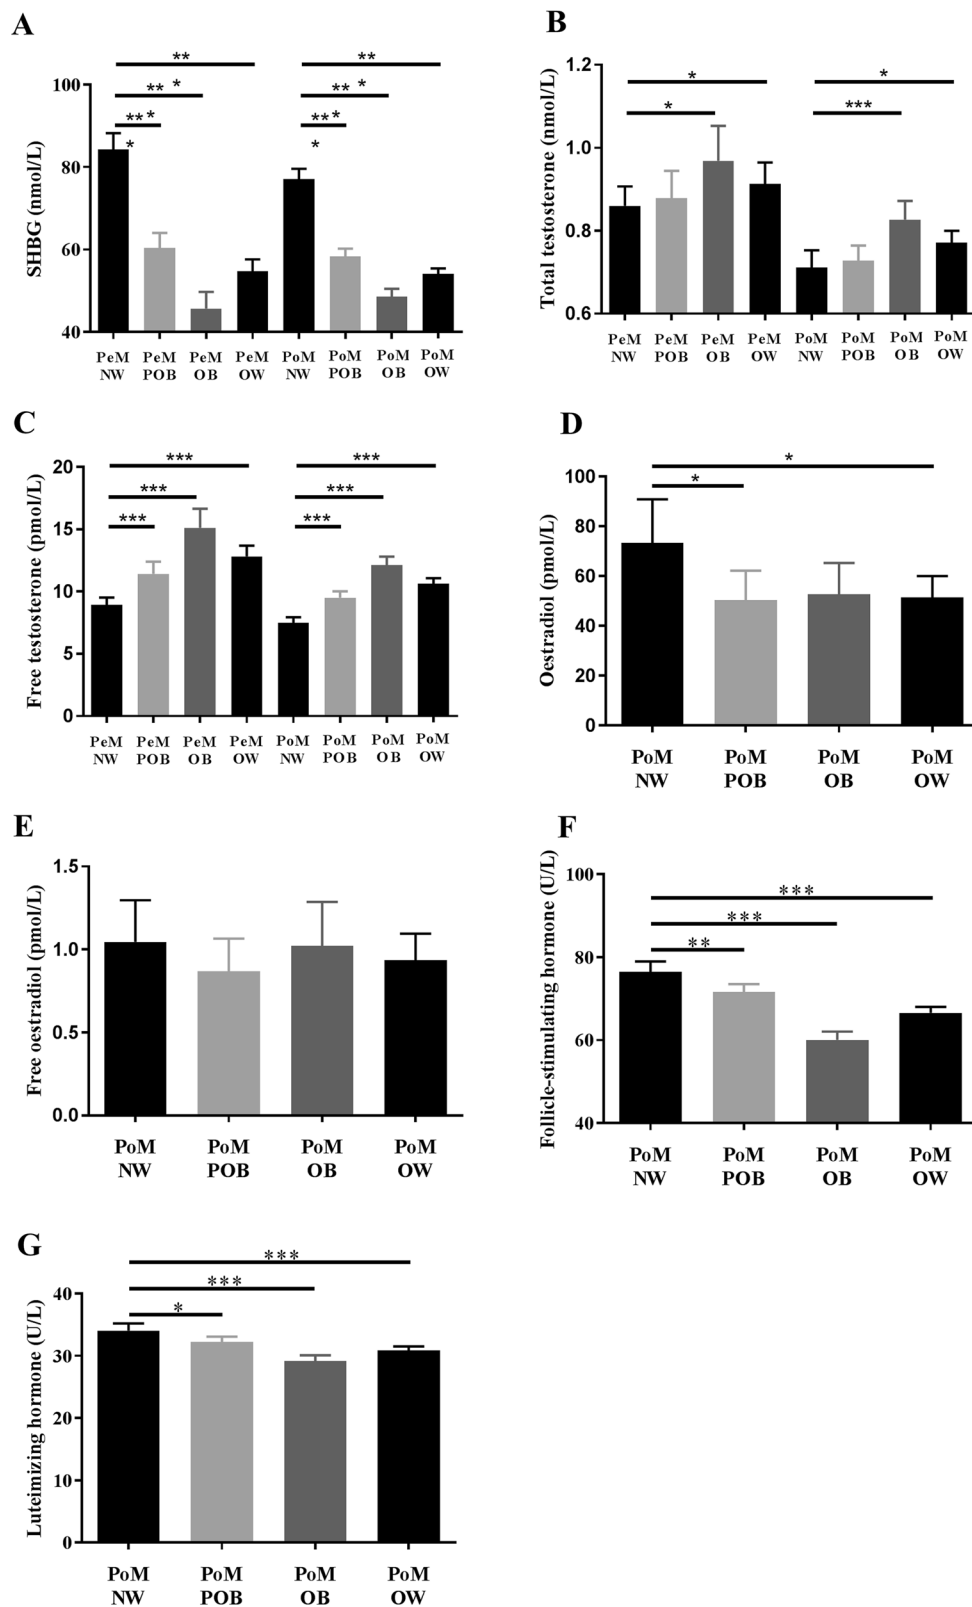 A
** **
** * ** *
*** ***
* *
SHBG (nmol/L)
100
80
60
40
PeM PeM PeM PeM PoM PoM PoM PoM
NW POB OB OW NW POB OB OW
B
* *
* ***
Total testosterone (nmol/L)
1.2
1.0
0.8
0.6
PeM PeM PeM PeM PoM PoM PoM PoM
NW POB OB OW NW POB OB OW
C
*** ***
*** ***
*** ***
Free testosterone (pmol/L)
20
15
10
5
0
PeM PeM PeM PeM PoM PoM PoM PoM
NW POB OB OW NW POB OB OW
D
*
*
Oestradiol (pmol/L)
100
80
60
40
20
0
PoM PoM PoM PoM
NW POB OB OW
E
Free oestradiol (pmol/L)
1.5
1.0
0.5
0.0
PoM PoM PoM PoM
NW POB OB OW
F
***
***
**
Follicle-stimulating hormone (U/L)
100
80
60
40
PoM PoM PoM PoM
NW POB OB OW
G
***
***
*
Luteimizing hormone (U/L)
40
30
20
10
0
PoM PoM PoM PoM
NW POB OB OW